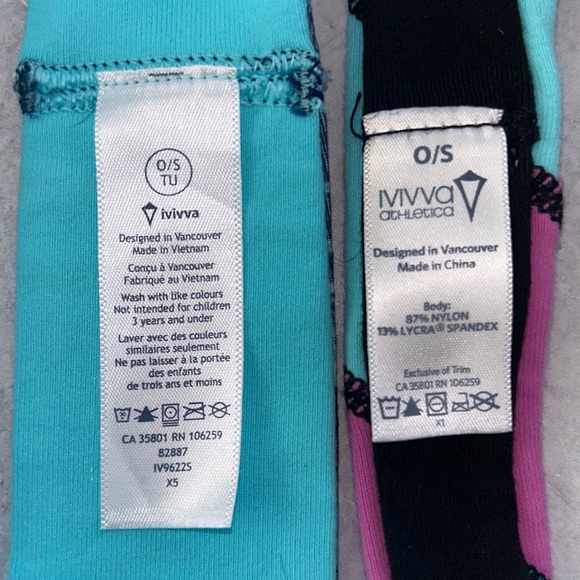 O/S
TU
ivivva
Designed in Vancouver
Made in Vietnam
Conçu à Vancouver
Fabriqué au Vietnam
Wash with like colours
Not intended for children
3 years and under
Laver avec des couleurs
similaires seulement
Ne pas laisser à la portée
des enfants
de trois ans et moins
CA 35801 RN 106259
82887
IV9622S
X5
O/S
ivivva
athletica
Designed in Vancouver
Made in China
Body:
87% NYLON
13% LYCRA® SPANDEX
Exclusive of Trim
CA 35801 RN 106259
X1